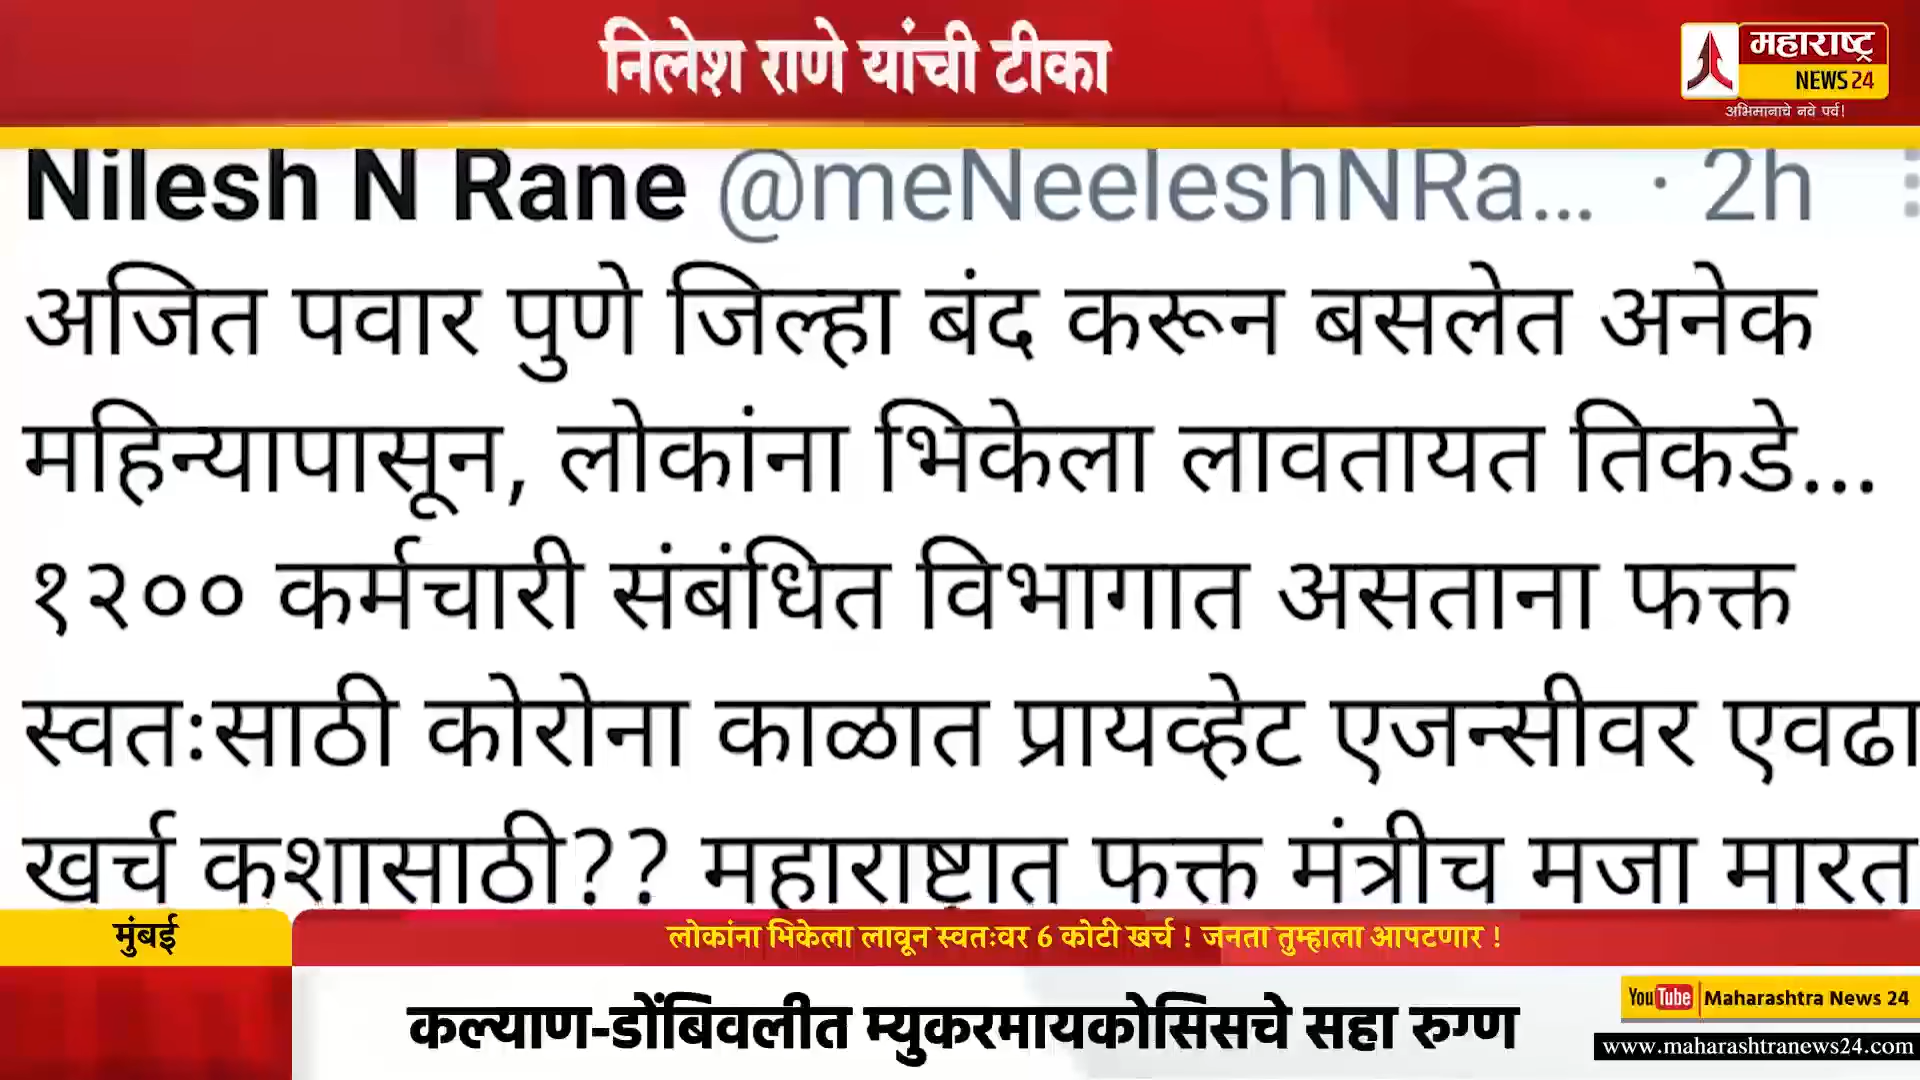 निलेश राणे यांची टीका
महाराष्ट्र
NEWS 24
अभिमानाचे नवे पर्व!
Nilesh N Rane @meNeeleshNRa... · 2h
अजित पवार पुणे जिल्हा बंद करून बसलेत अनेक
महिन्यापासून, लोकांना भिकेला लावतायत तिकडे...
१२०० कर्मचारी संबंधित विभागात असताना फक्त
स्वतःसाठी कोरोना काळात प्रायव्हेट एजन्सीवर एवढा
खर्च कशासाठी?? महाराष्ट्रात फक्त मंत्रीच मजा मारत
मुंबई
लोकांना भिकेला लावून स्वतःवर 6 कोटी खर्च ! जनता तुम्हाला आपटणार !
कल्याण-डोंबिवलीत म्युकरमायकोसिसचे सहा रुग्ण
YouTube Maharashtra News 24
www.maharashtranews24.com